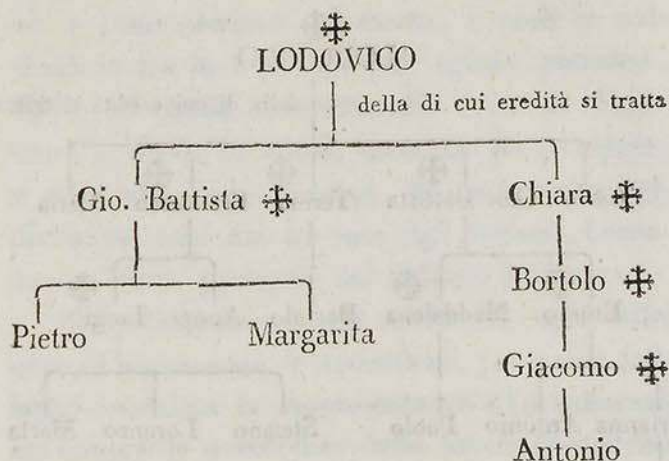 LODOVICO
della di cui eredità si tratta
Gio. Battista ✠ Chiara ✠
Bortolo ✠
Pietro Margarita
Giacomo ✠
Antonio